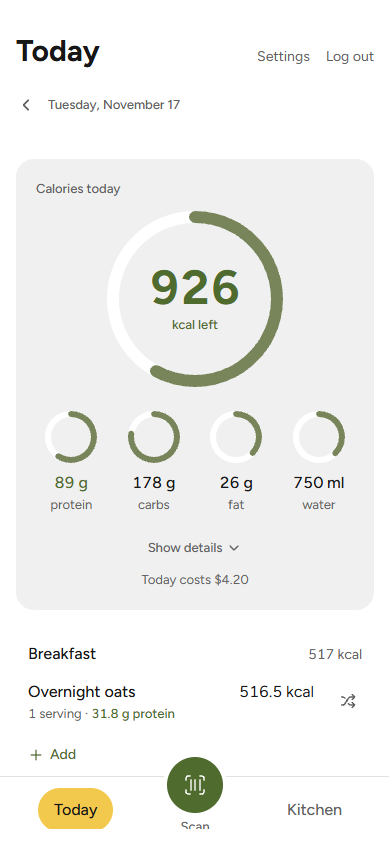 Today
Settings Log out
Tuesday, November 17
Calories today
926
kcal left
89 g 178 g 26 g 750 ml
protein carbs fat water
Show details
Today costs $4.20
Breakfast 517 kcal
Overnight oats 516.5 kcal
1 serving · 31.8 g protein
Add
Scan
Today Kitchen